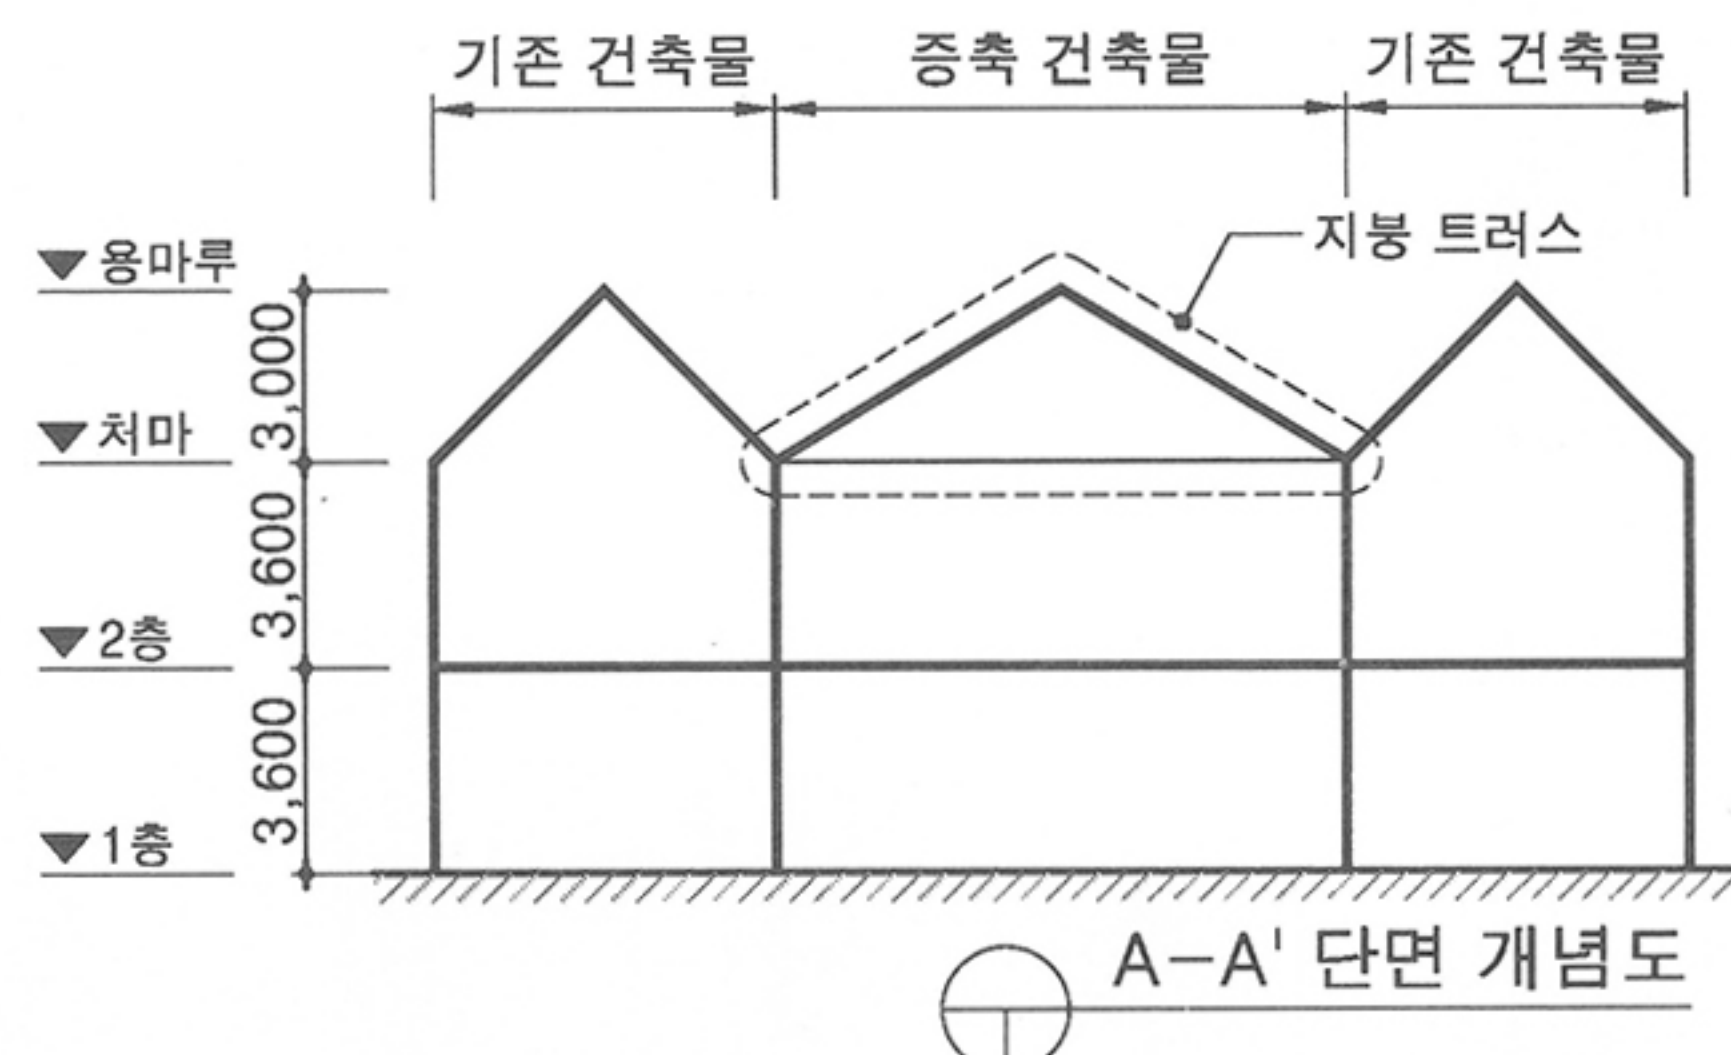 기존 건축물 증축 건축물 기존 건축물
지붕 트러스
▼용마루
3,000
▼처마
3,600
▼2층
3,600
▼1층
A-A' 단면 개념도